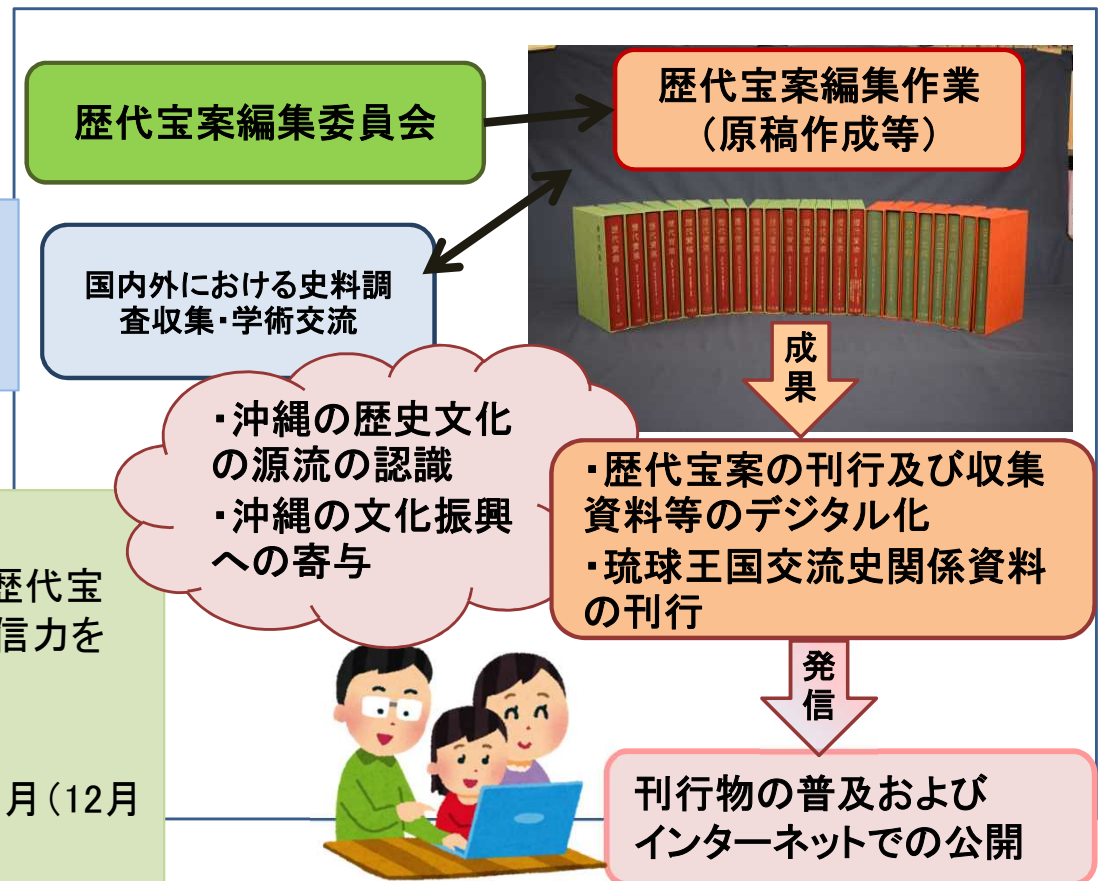 歴代宝案編集委員会
歴代宝案編集作業
（原稿作成等）
国内外における史料調
査収集・学術交流
成
果
・沖縄の歴史文化
の源流の認識
・沖縄の文化振興
への寄与
・歴代宝案の刊行及び収集
資料等のデジタル化
・琉球王国交流史関係資料
の刊行
歴代宝
信力を
月（12月
発
信
刊行物の普及および
インターネットでの公開